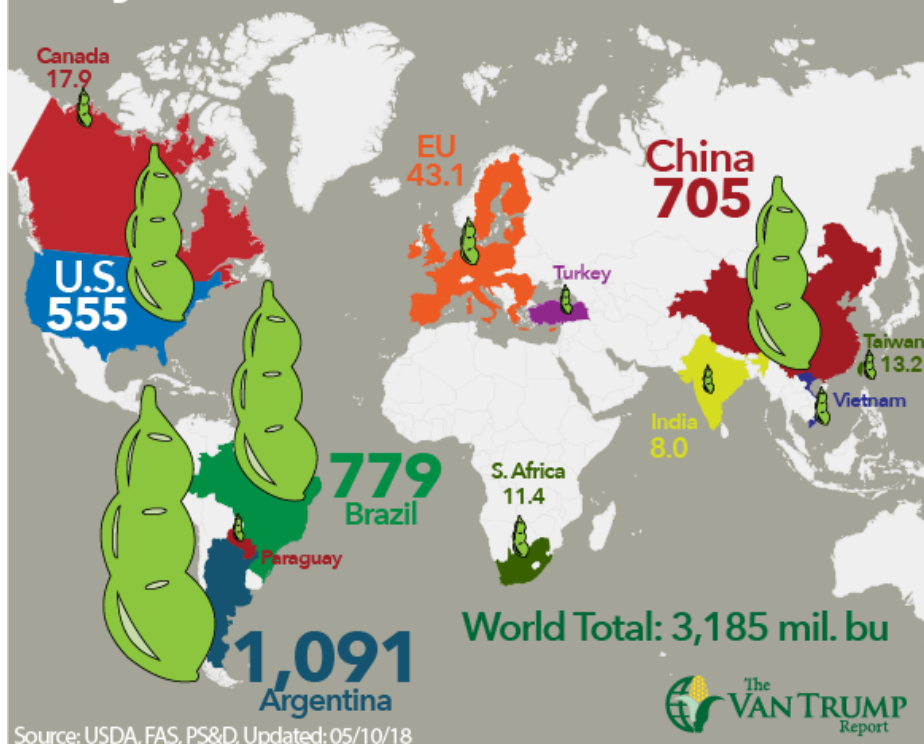 Canada
17.9
EU
43.1
China
705
U.S.
555
Turkey
Taiwan
13.2
Vietnam
India
8.0
779
Brazil
S. Africa
11.4
Paraguay
World Total: 3,185 mil. bu
1,091
Argentina
The
VAN TRUMP
Report
Source: USDA, FAS, PS&D, Updated: 05/10/18